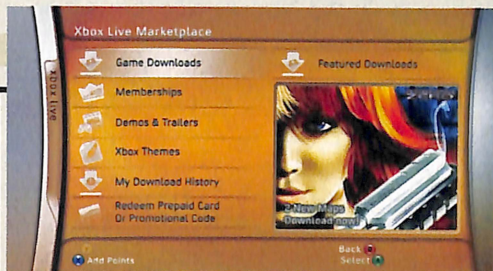 Xbox Live Marketplace
Xbox Live
Game Downloads
Memberships
Demos & Trailers
Xbox Themes
My Download History
Redeem Prepaid Card
Or Promotional Code
Featured Downloads
2 New Maps
Download now!
Add Points
Back B
Select A